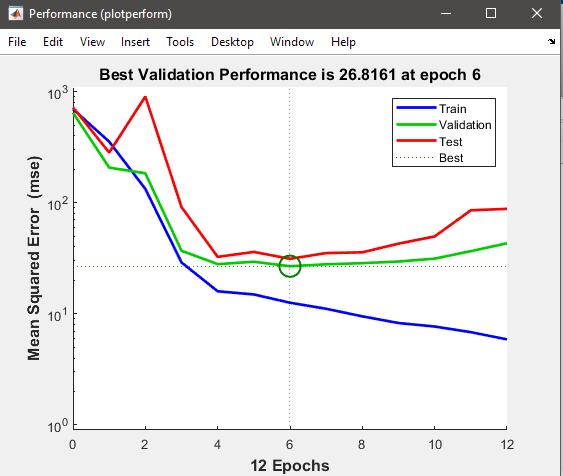 Performance (plotperform)
File Edit View Insert Tools Desktop Window Help
Best Validation Performance is 26.8161 at epoch 6
10^3
Train
Validation
Test
Best
10^2
10^1
10^0
Mean Squared Error (mse)
0 2 4 6 8 10 12
12 Epochs